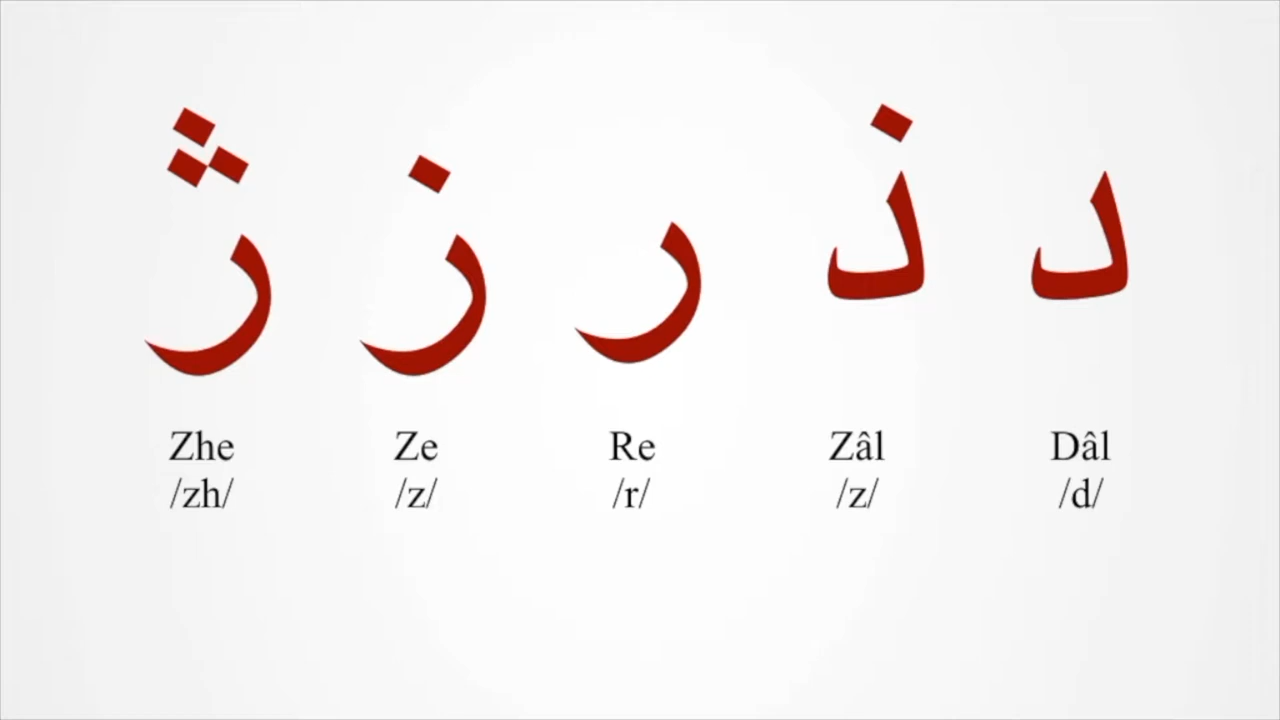 د ذ ر ز ژ
Zhe Ze Re Zâl Dâl
/zh/ /z/ /r/ /z/ /d/